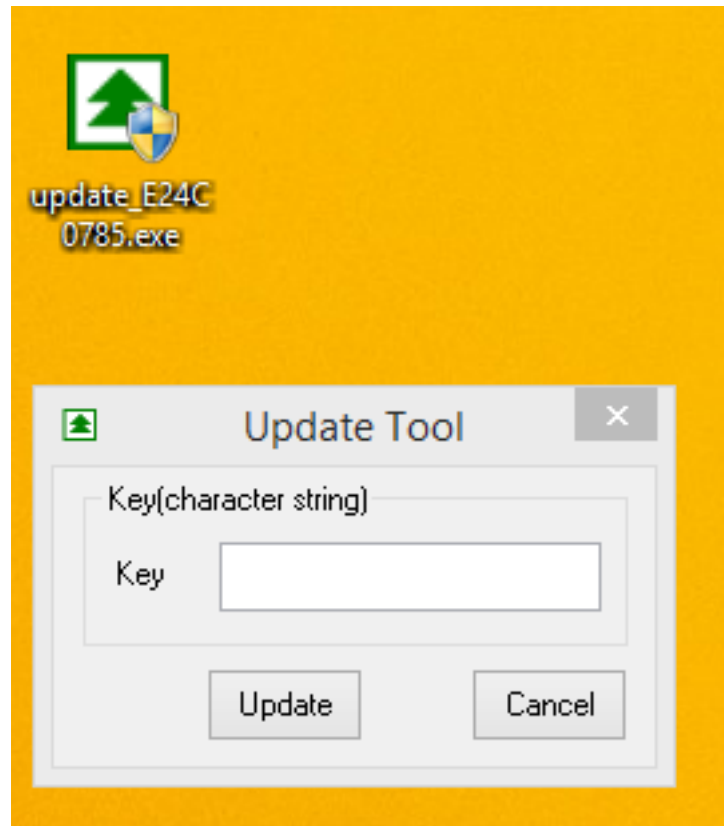 update_E24C
0785.exe
Update Tool
Key(character string)
Key
Update
Cancel